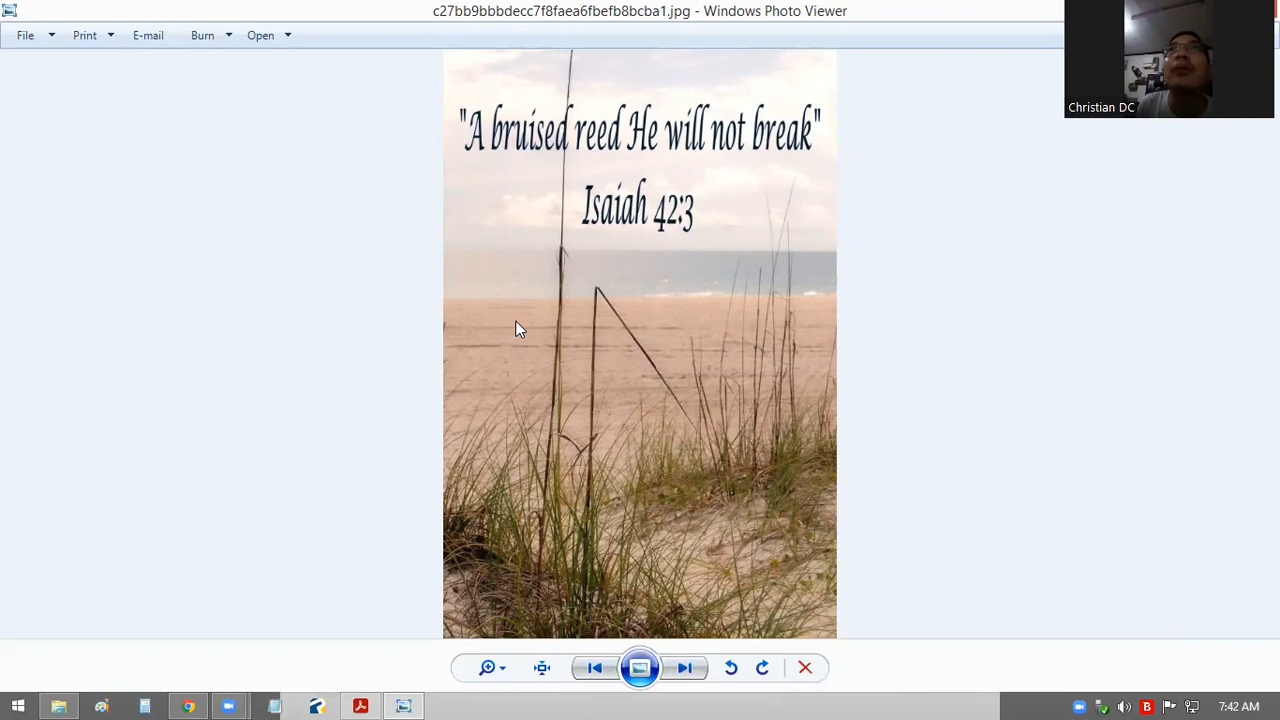 c27bb9bbbdecc7f8faea6fbefb8bcba1.jpg - Windows Photo Viewer
File Print E-mail Burn Open
Christian DC
"A bruised reed He will not break"
Isaiah 42:3
7:42 AM